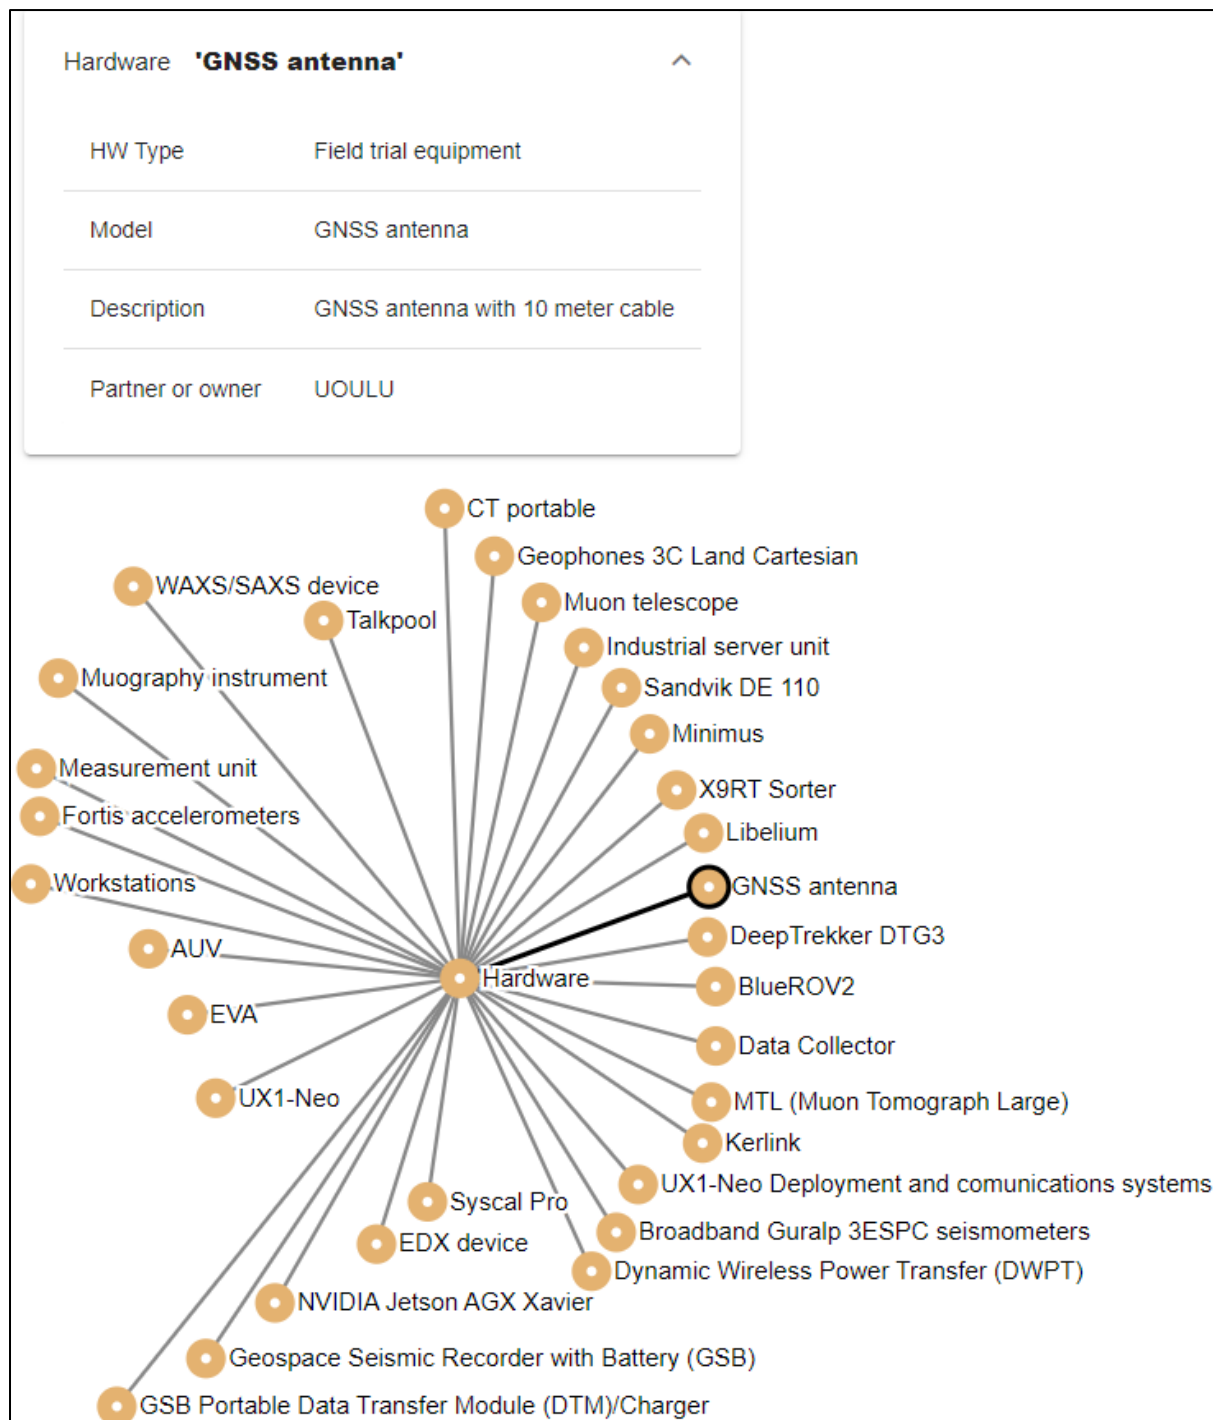 Hardware 'GNSS antenna'
HW Type Field trial equipment
Model GNSS antenna
Description GNSS antenna with 10 meter cable
Partner or owner UOULU
CT portable
Geophones 3C Land Cartesian
WAXS/SAXS device
Muon telescope
Talkpool
Industrial server unit
Muography instrument
Sandvik DE 110
Minimus
Measurement unit
X9RT Sorter
Fortis accelerometers
Libelium
Workstations
GNSS antenna
DeepTrekker DTG3
AUV
Hardware
BlueROV2
EVA
Data Collector
UX1-Neo
MTL (Muon Tomograph Large)
Kerlink
UX1-Neo Deployment and comunications systems
Syscal Pro
Broadband Guralp 3ESPC seismometers
EDX device
Dynamic Wireless Power Transfer (DWPT)
NVIDIA Jetson AGX Xavier
Geospace Seismic Recorder with Battery (GSB)
GSB Portable Data Transfer Module (DTM)/Charger